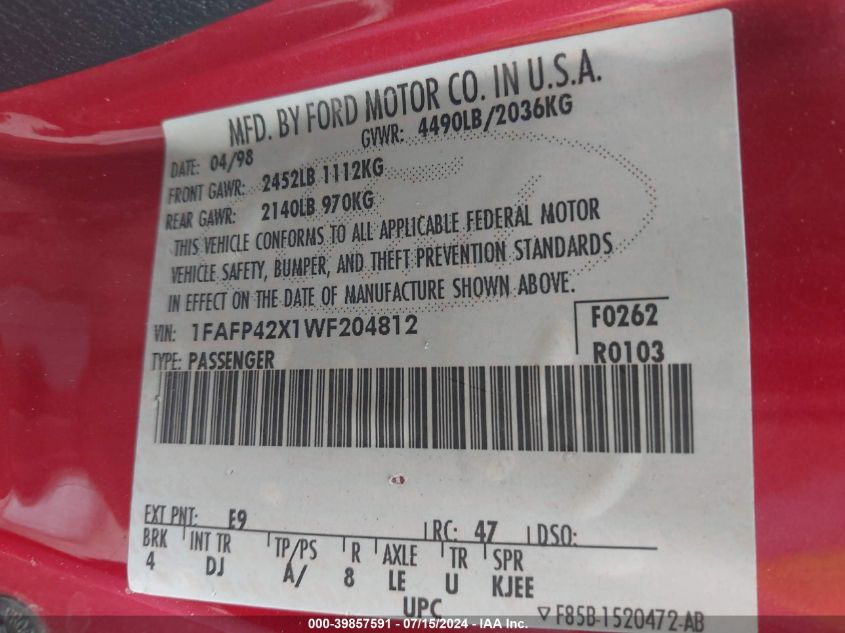 MFD. BY FORD MOTOR CO. IN U.S.A.
DATE: 04/98 GVWR: 4490LB/2036KG
FRONT GAWR: 2452LB 1112KG
REAR GAWR: 2140LB 970KG
THIS VEHICLE CONFORMS TO ALL APPLICABLE FEDERAL MOTOR
VEHICLE SAFETY, BUMPER, AND THEFT PREVENTION STANDARDS
IN EFFECT ON THE DATE OF MANUFACTURE SHOWN ABOVE.
VIN: 1FAFP42X1WF204812 F0262
TYPE: PASSENGER R0103
EXT PNT: E9 RC: 47 DSO:
BRK INT TR TP/PS R AXLE TR SPR
4 DJ A/ 8 LE U KJEE
UPC ▽ F85B-1520472-AB
000-39857591 - 07/15/2024 - IAA Inc.